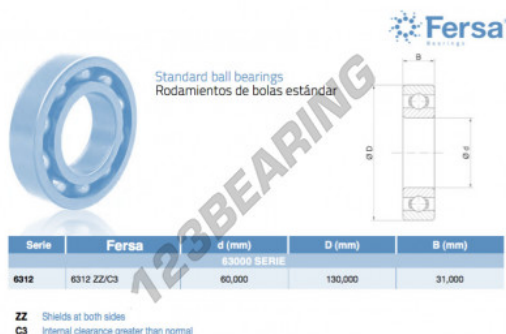 Fersa
Bearings
Standard ball bearings
Rodamientos de bolas estándar
B
Ø D
Ø d
123BEARING
Serie Fersa d (mm) D (mm) B (mm)
63000 SERIE
6312 6312 ZZ/C3 60,000 130,000 31,000
ZZ Shields at both sides
C3 Internal clearance greater than normal